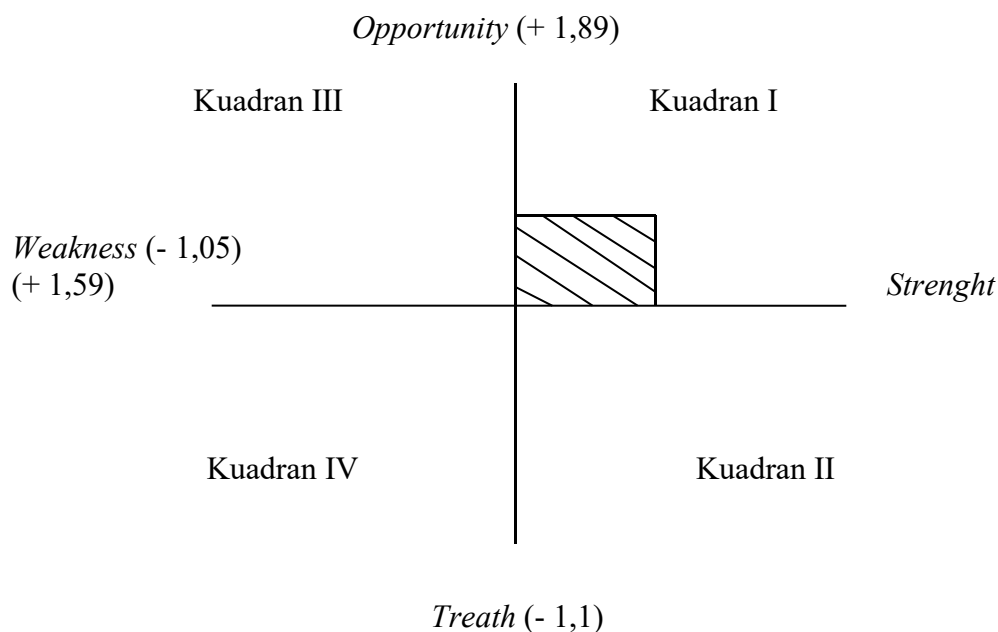 Opportunity (+ 1,89)
Kuadran III
Kuadran I
Weakness (- 1,05)
(+ 1,59)
Strenght
Kuadran IV
Kuadran II
Treath (- 1,1)